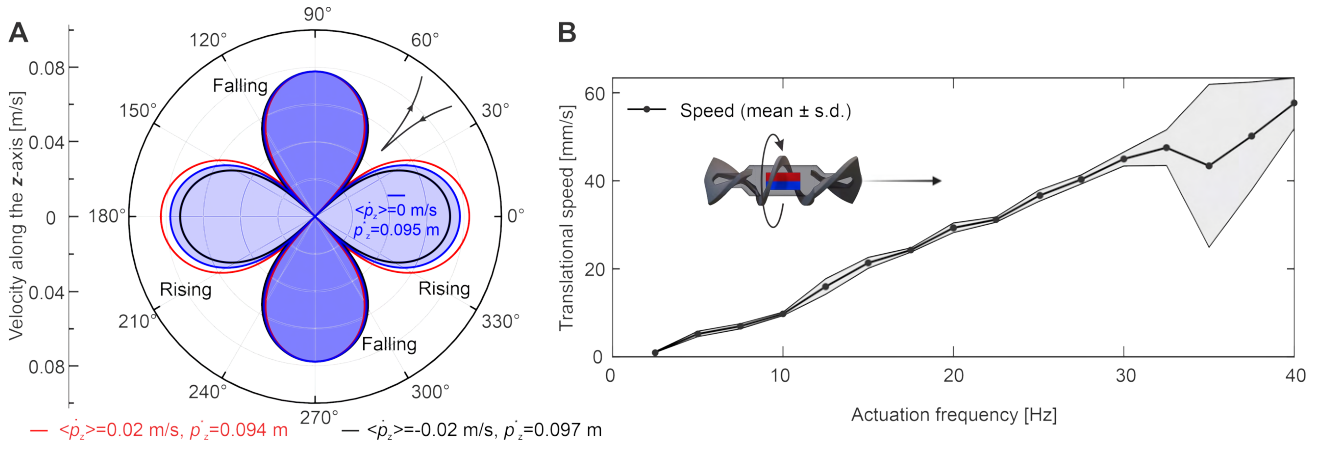 A
Velocity along the z-axis [m/s]
0.08
0.04
0
0.04
0.08
90°
120°
60°
150°
30°
180°
0°
210°
330°
240°
300°
270°
Falling
Rising
Rising
Falling
<ṗz>=0 m/s
p*z=0.095 m
<ṗz>=0.02 m/s, p*z=0.094 m
<ṗz>=-0.02 m/s, p*z=0.097 m
B
Translational speed [mm/s]
60
40
20
0
Speed (mean ± s.d.)
0
10
20
30
40
Actuation frequency [Hz]